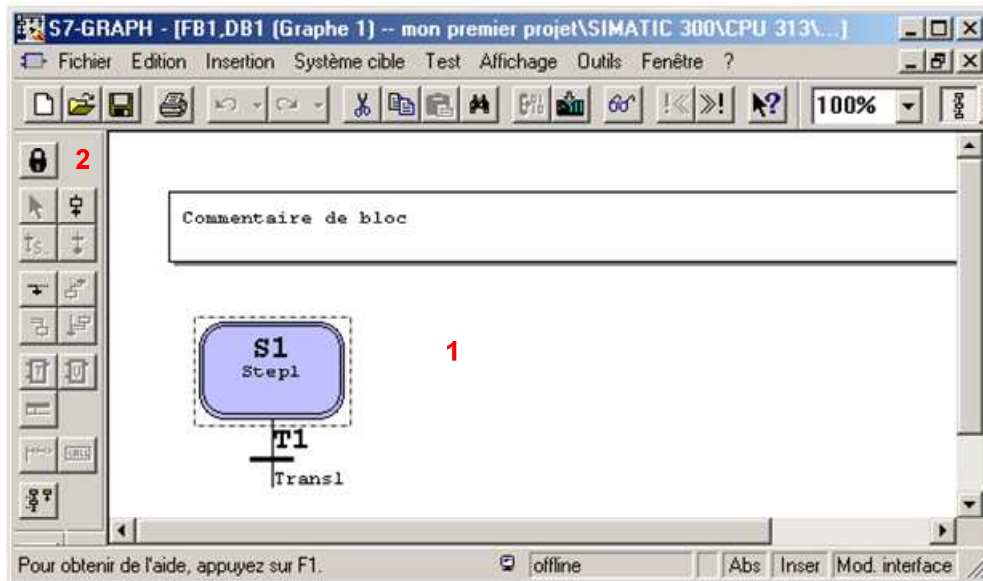 S7-GRAPH - [FB1,DB1 (Graphe 1) -- mon premier projet\SIMATIC 300\CPU 313\...]
Fichier Edition Insertion Système cible Test Affichage Outils Fenêtre ?
100%
2
Commentaire de bloc
S1
Step1
1
T1
Trans1
Pour obtenir de l'aide, appuyez sur F1. offline Abs Inser Mod. interface